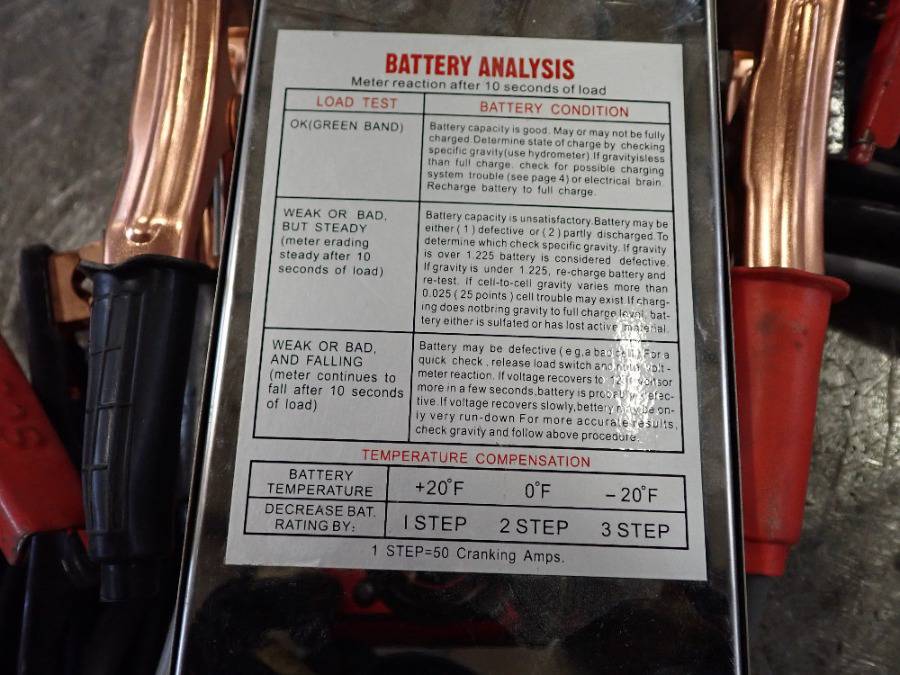 BATTERY ANALYSIS
Meter reaction after 10 seconds of load
LOAD TEST
BATTERY CONDITION
OK(GREEN BAND)
Battery capacity is good. May or may not be fully
charged.Determine state of charge by checking
specific gravity(use hydrometer).If gravityisless
than full charge, check for possible charging
system trouble (see page 4) or electrical brain.
Recharge battery to full charge.
WEAK OR BAD,
BUT STEADY
(meter erading
steady after 10
seconds of load)
Battery capacity is unsatisfactory.Battery may be
either (1) defective or (2) partly discharged.To
determine which check specific gravity. If gravity
is over 1.225 battery is considered defective.
If gravity is under 1.225, re-charge battery and
re-test. if cell-to-cell gravity varies more than
0.025 (25 points) cell trouble may exist If charg-
ing does notbring gravity to full charge level, bat-
tery either is sulfated or has lost active material.
WEAK OR BAD,
AND FALLING
(meter continues to
fall after 10 seconds
of load)
Battery may be defective (e.g.a bad cell).For a
quick check, release load switch and volt-
meter reaction. If voltage recovers to
more in a few seconds,battery is probably defec-
tive.If voltage recovers slowly,battery may be on-
ly very run-down For more accurate results,
check gravity and follow above procedure.
TEMPERATURE COMPENSATION
BATTERY
TEMPERATURE
+20°F 0°F –20°F
DECREASE BAT.
RATING BY:
1 STEP 2 STEP 3 STEP
1 STEP=50 Cranking Amps.